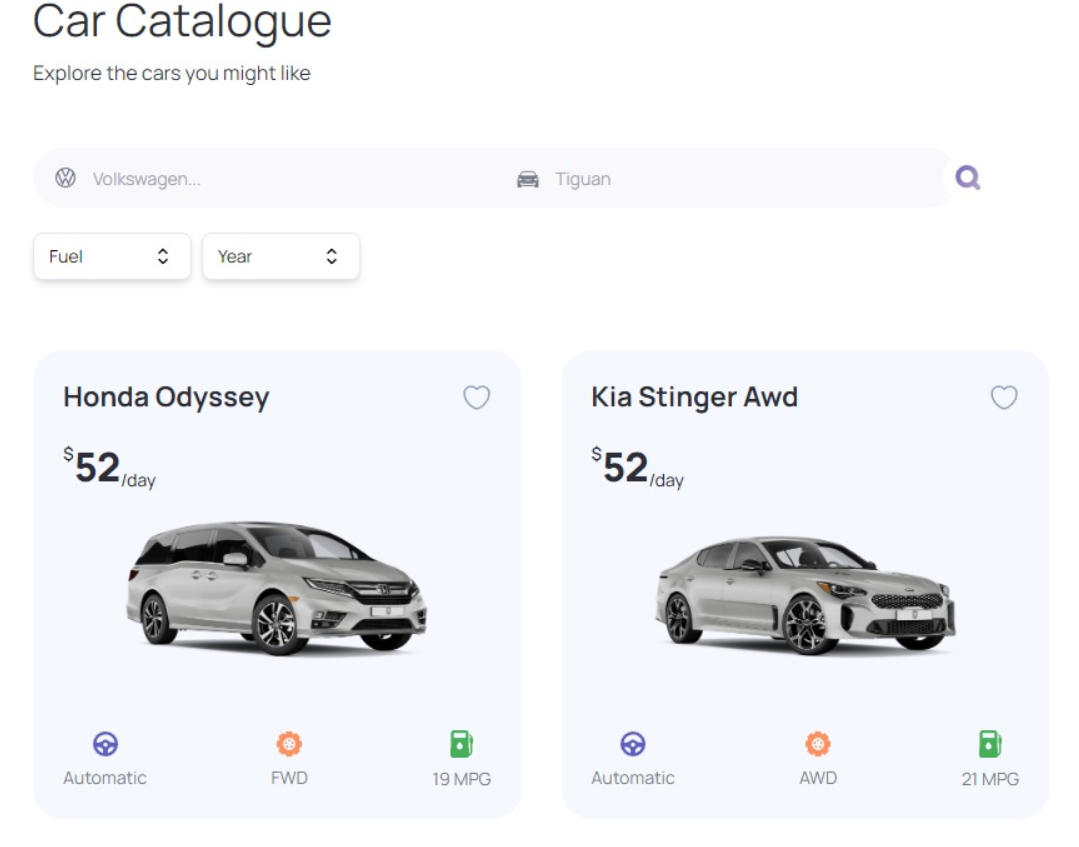 Car Catalogue
Explore the cars you might like
Volkswagen... Tiguan
Fuel Year
Honda Odyssey
$52/day
Automatic FWD 19 MPG
Kia Stinger Awd
$52/day
Automatic AWD 21 MPG